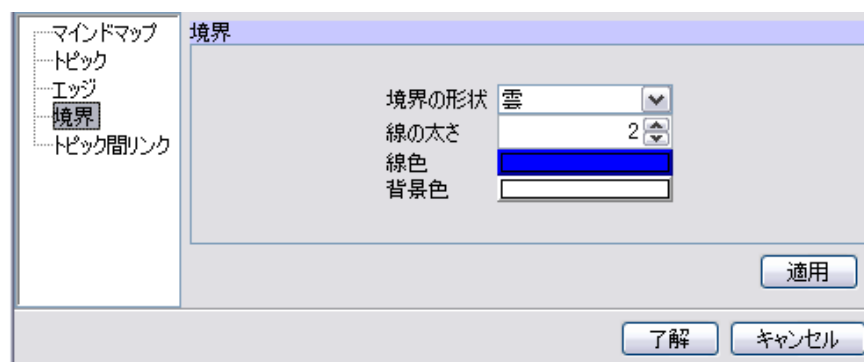 マインドマップ
トピック
エッジ
境界
トピック間リンク
境界
境界の形状 雲
線の太さ 2
線色
背景色
適用
了解 キャンセル